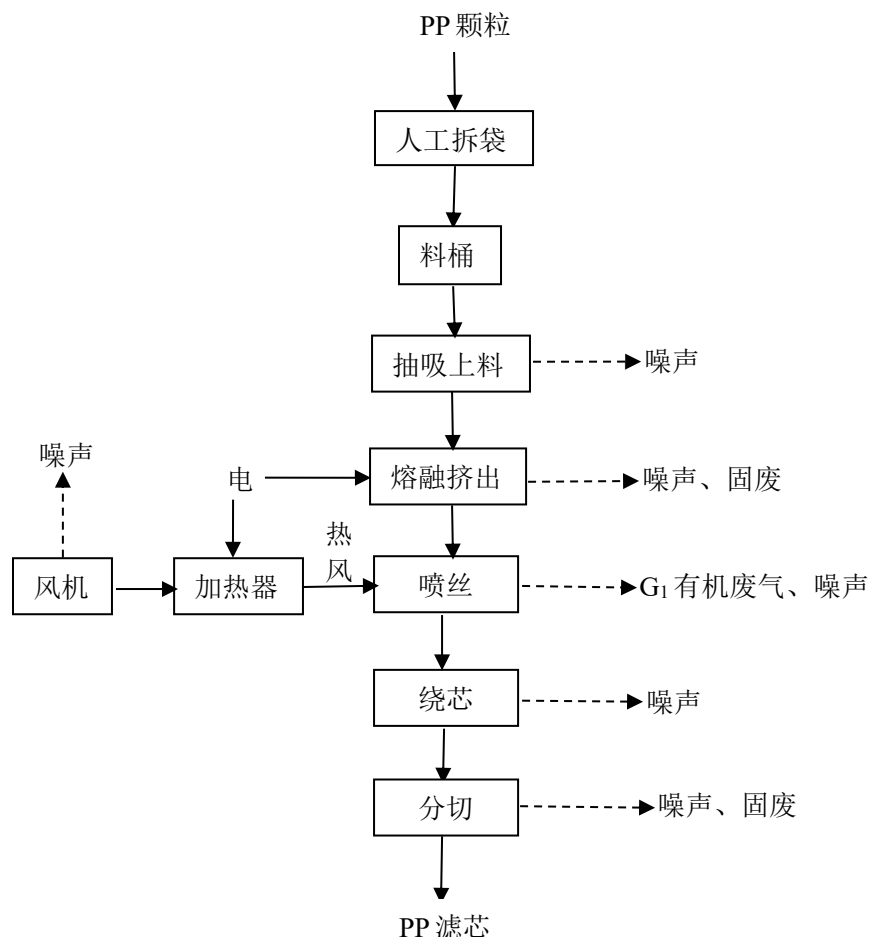 PP 颗粒
人工拆袋
料桶
抽吸上料
噪声
噪声
电
熔融挤出
噪声、固废
热风
风机
加热器
喷丝
G₁ 有机废气、噪声
绕芯
噪声
分切
噪声、固废
PP 滤芯